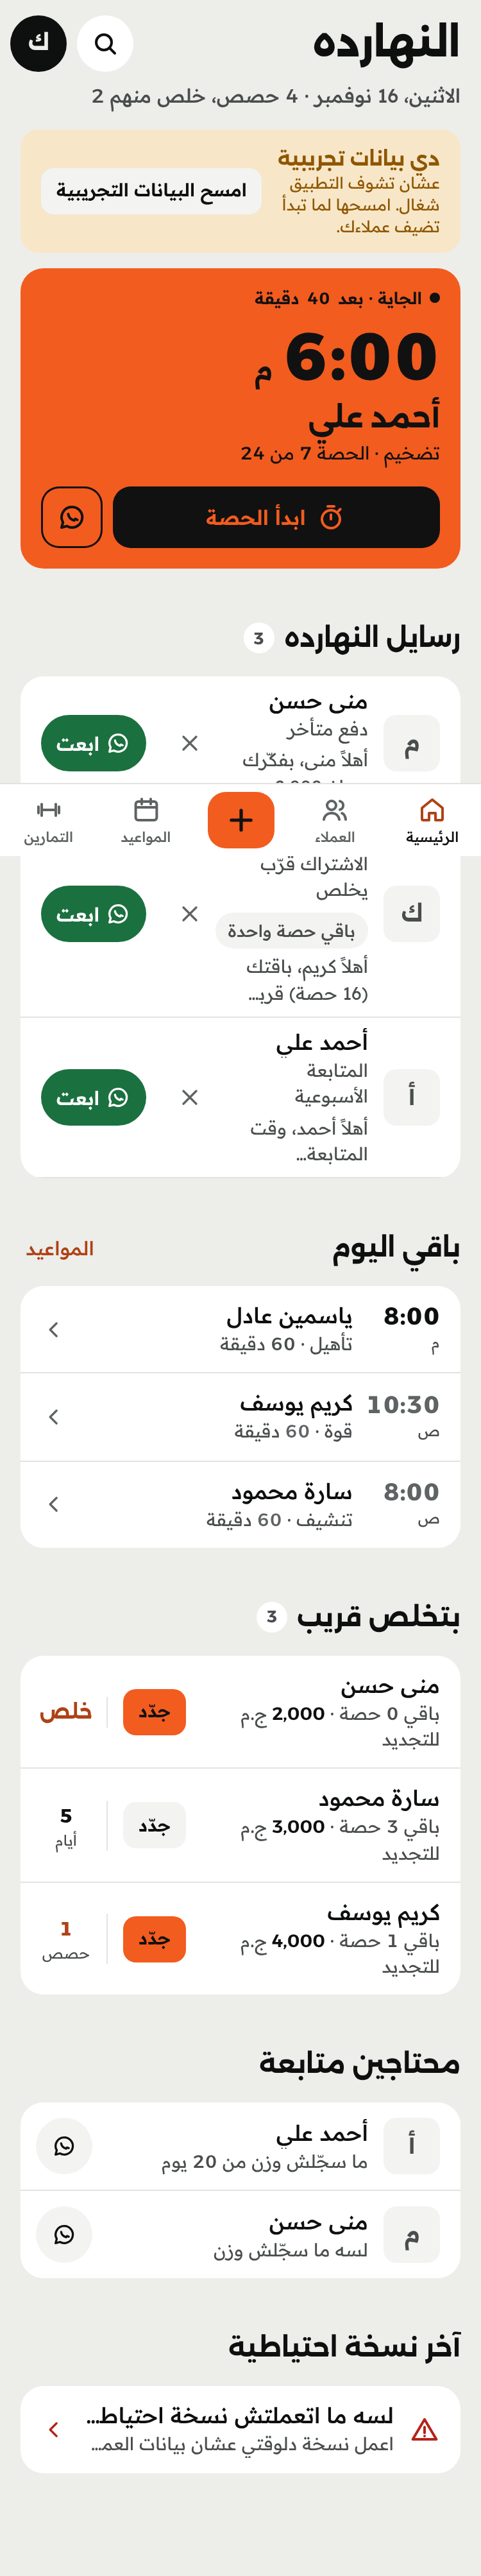 النهارده
ك
الاثنين، 16 نوفمبر · 4 حصص، خلص منهم 2
دي بيانات تجريبية
عشان تشوف التطبيق
شغال. امسحها لما تبدأ
تضيف عملاءك.
امسح البيانات التجريبية
الجاية · بعد 40 دقيقة
6:00 م
أحمد علي
تضخيم · الحصة 7 من 24
ابدأ الحصة
رسايل النهارده 3
م
منى حسن
دفع متأخر
أهلاً منى، بفكّرك
ابعت
الرئيسية
العملاء
المواعيد
التمارين
ك
الاشتراك قرّب
يخلص
باقي حصة واحدة
أهلاً كريم، باقتك
(16 حصة) قربـ...
ابعت
أ
أحمد علي
المتابعة
الأسبوعية
أهلاً أحمد، وقت
المتابعة...
ابعت
باقي اليوم
المواعيد
8:00 م
ياسمين عادل
تأهيل · 60 دقيقة
10:30 ص
كريم يوسف
قوة · 60 دقيقة
8:00 ص
سارة محمود
تنشيف · 60 دقيقة
بتخلص قريب 3
منى حسن
باقي 0 حصة · 2,000 ج.م
للتجديد
جدّد
خلص
سارة محمود
باقي 3 حصة · 3,000 ج.م
للتجديد
جدّد
5
أيام
كريم يوسف
باقي 1 حصة · 4,000 ج.م
للتجديد
جدّد
1
حصص
محتاجين متابعة
أ
أحمد علي
ما سجّلش وزن من 20 يوم
م
منى حسن
لسه ما سجّلش وزن
آخر نسخة احتياطية
لسه ما اتعملتش نسخة احتياطـ...
اعمل نسخة دلوقتي عشان بيانات العمـ...